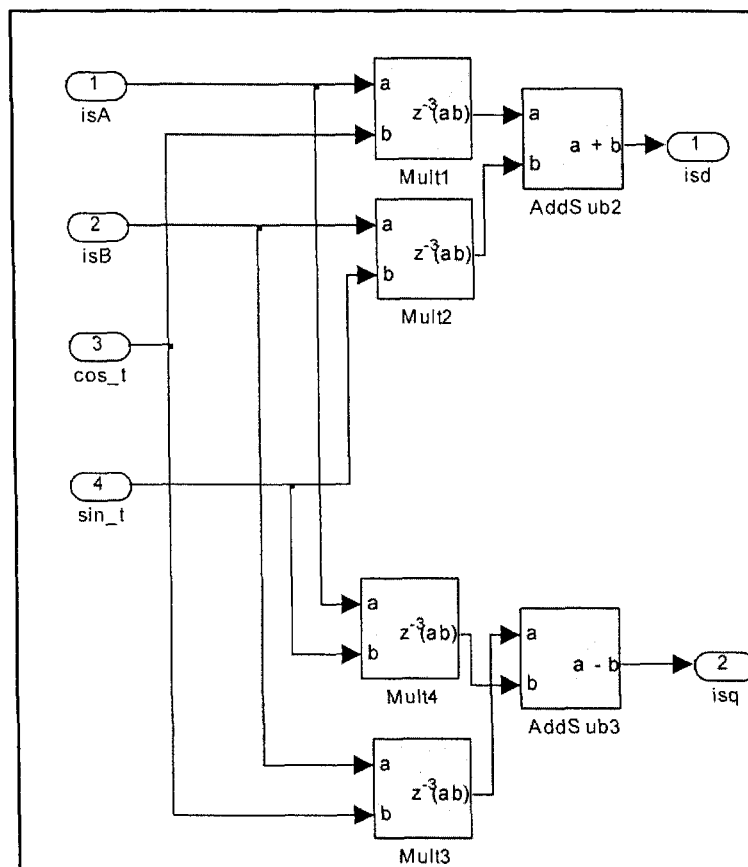 1
isA
a
b
z⁻³(ab)
Mult1
a
b
a + b
AddS ub2
1
isd
2
isB
a
b
z⁻³(ab)
Mult2
3
cos_t
4
sin_t
a
b
z⁻³(ab)
Mult4
a
b
a - b
AddS ub3
2
isq
a
b
z⁻³(ab)
Mult3